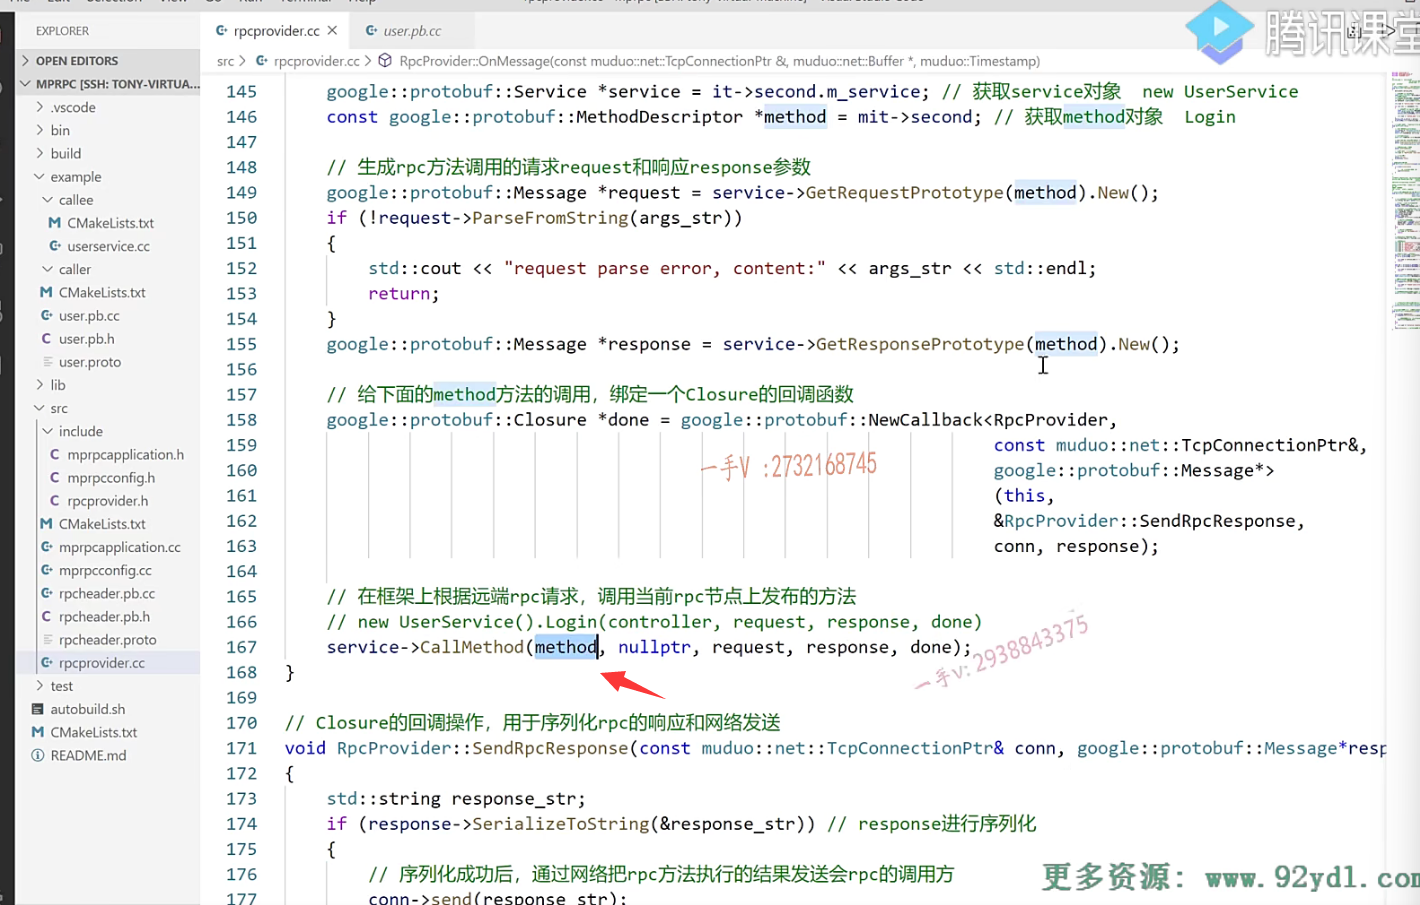 EXPLORER
rpcprovider.cc ×
user.pb.cc
腾讯课堂
OPEN EDITORS
src > rpcprovider.cc > RpcProvider::OnMessage(const muduo::net::TcpConnectionPtr &, muduo::net::Buffer *, muduo::Timestamp)
MPRPC [SSH: TONY-VIRTUA...
.vscode
bin
build
example
callee
CMakeLists.txt
userservice.cc
caller
CMakeLists.txt
user.pb.cc
user.pb.h
user.proto
lib
src
include
mprpcapplication.h
mprpcconfig.h
rpcprovider.h
CMakeLists.txt
mprpcapplication.cc
mprpcconfig.cc
rpcheader.pb.cc
rpcheader.pb.h
rpcheader.proto
rpcprovider.cc
test
autobuild.sh
CMakeLists.txt
README.md
145 google::protobuf::Service *service = it->second.m_service; // 获取service对象  new UserService
146 const google::protobuf::MethodDescriptor *method = mit->second; // 获取method对象  Login
147
148 // 生成rpc方法调用的请求request和响应response参数
149 google::protobuf::Message *request = service->GetRequestPrototype(method).New();
150 if (!request->ParseFromString(args_str))
151 {
152 std::cout << "request parse error, content:" << args_str << std::endl;
153 return;
154 }
155 google::protobuf::Message *response = service->GetResponsePrototype(method).New();
156
157 // 给下面的method方法的调用，绑定一个Closure的回调函数
158 google::protobuf::Closure *done = google::protobuf::NewCallback<RpcProvider,
159 const muduo::net::TcpConnectionPtr&,
160 google::protobuf::Message*>
一手V :2732168745
161 (this,
162 &RpcProvider::SendRpcResponse,
163 conn, response);
164
165 // 在框架上根据远端rpc请求，调用当前rpc节点上发布的方法
166 // new UserService().Login(controller, request, response, done)
167 service->CallMethod(method, nullptr, request, response, done);
一手V: 2938843375
168 }
169
170 // Closure的回调操作，用于序列化rpc的响应和网络发送
171 void RpcProvider::SendRpcResponse(const muduo::net::TcpConnectionPtr& conn, google::protobuf::Message*resp
172 {
173 std::string response_str;
174 if (response->SerializeToString(&response_str)) // response进行序列化
175 {
176 // 序列化成功后，通过网络把rpc方法执行的结果发送会rpc的调用方
177 conn->send(response_str);
更多资源: www.92ydl.com